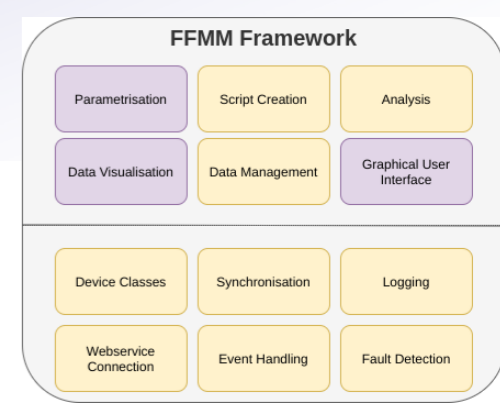 FFMM Framework
Parametrisation
Script Creation
Analysis
Data Visualisation
Data Management
Graphical User
Interface
Device Classes
Synchronisation
Logging
Webservice
Connection
Event Handling
Fault Detection